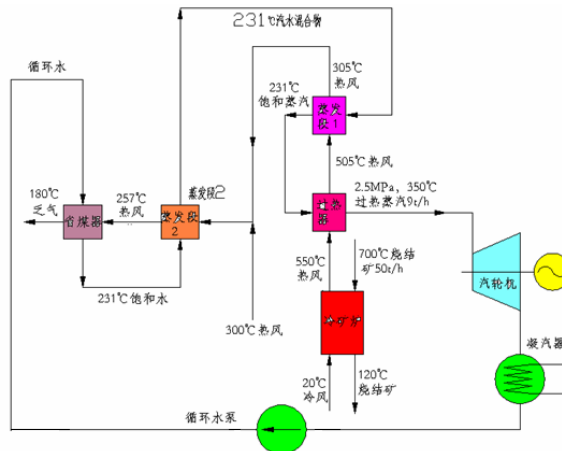 231℃汽水混合物
循环水
305℃
热风
231℃
饱和蒸汽
蒸发
段1
505℃热风
蒸发段2
180℃
乏气
257℃
热风
省煤器
蒸发段
2
过热
器
2.5MPa，350℃
过热蒸汽9t/h
550℃
热风
700℃烧结
矿50t/h
231℃饱和水
汽轮机
300℃热风
冷矿炉
凝汽器
20℃
冷风
120℃
烧结矿
循环水泵